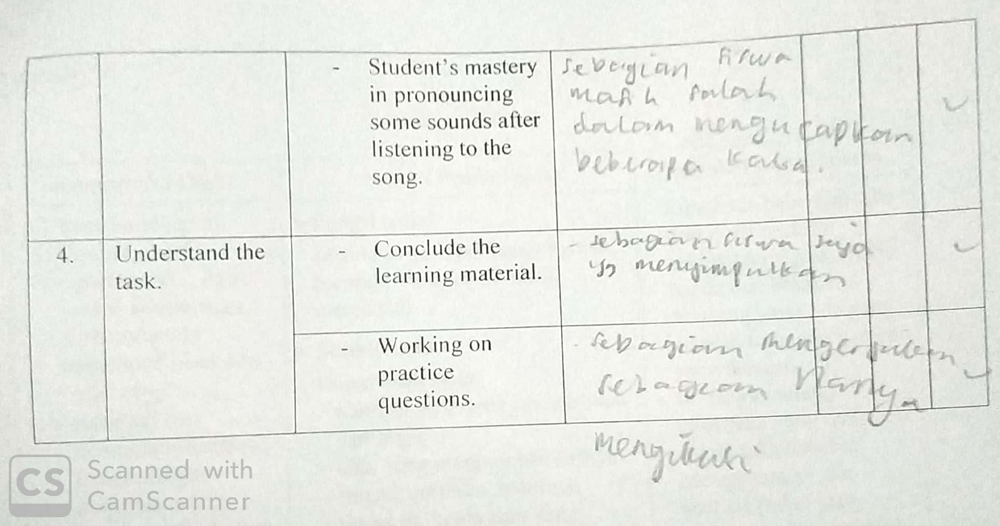 - Student's mastery
in pronouncing
some sounds after
listening to the
song.
sebagian siswa
masih salah
dalam mengucapkan
beberapa kata.
4.
Understand the
task.
- Conclude the
learning material.
- sebagian siswa saja
yg menyimpulkan
- Working on
practice
questions.
- sebagian mengerjakan
sebagian hanya
mengikuti
CS
Scanned with
CamScanner